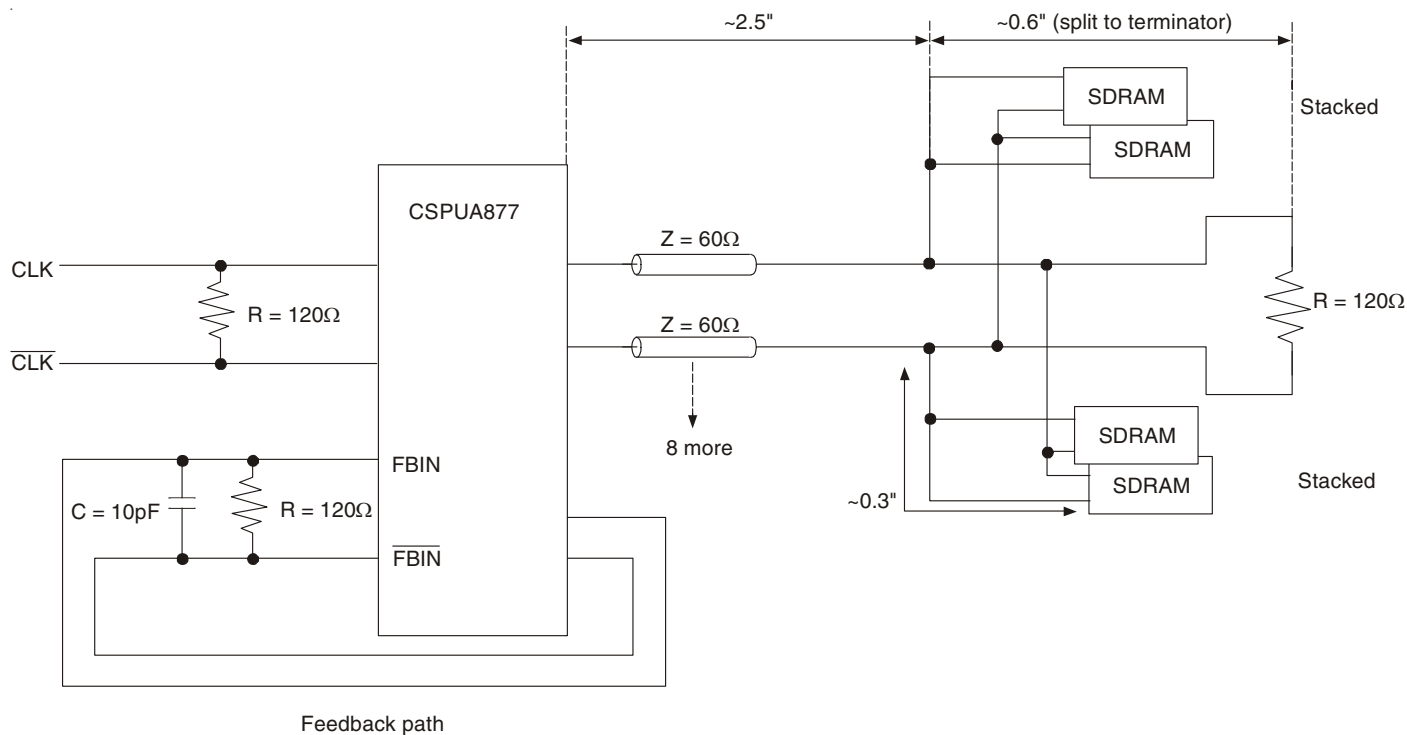 ~2.5"
~0.6" (split to terminator)
SDRAM
Stacked
SDRAM
CSPUA877
Z = 60Ω
CLK
R = 120Ω
R = 120Ω
Z = 60Ω
CLK
8 more
SDRAM
FBIN
SDRAM
Stacked
~0.3"
C = 10pF
R = 120Ω
FBIN
Feedback path